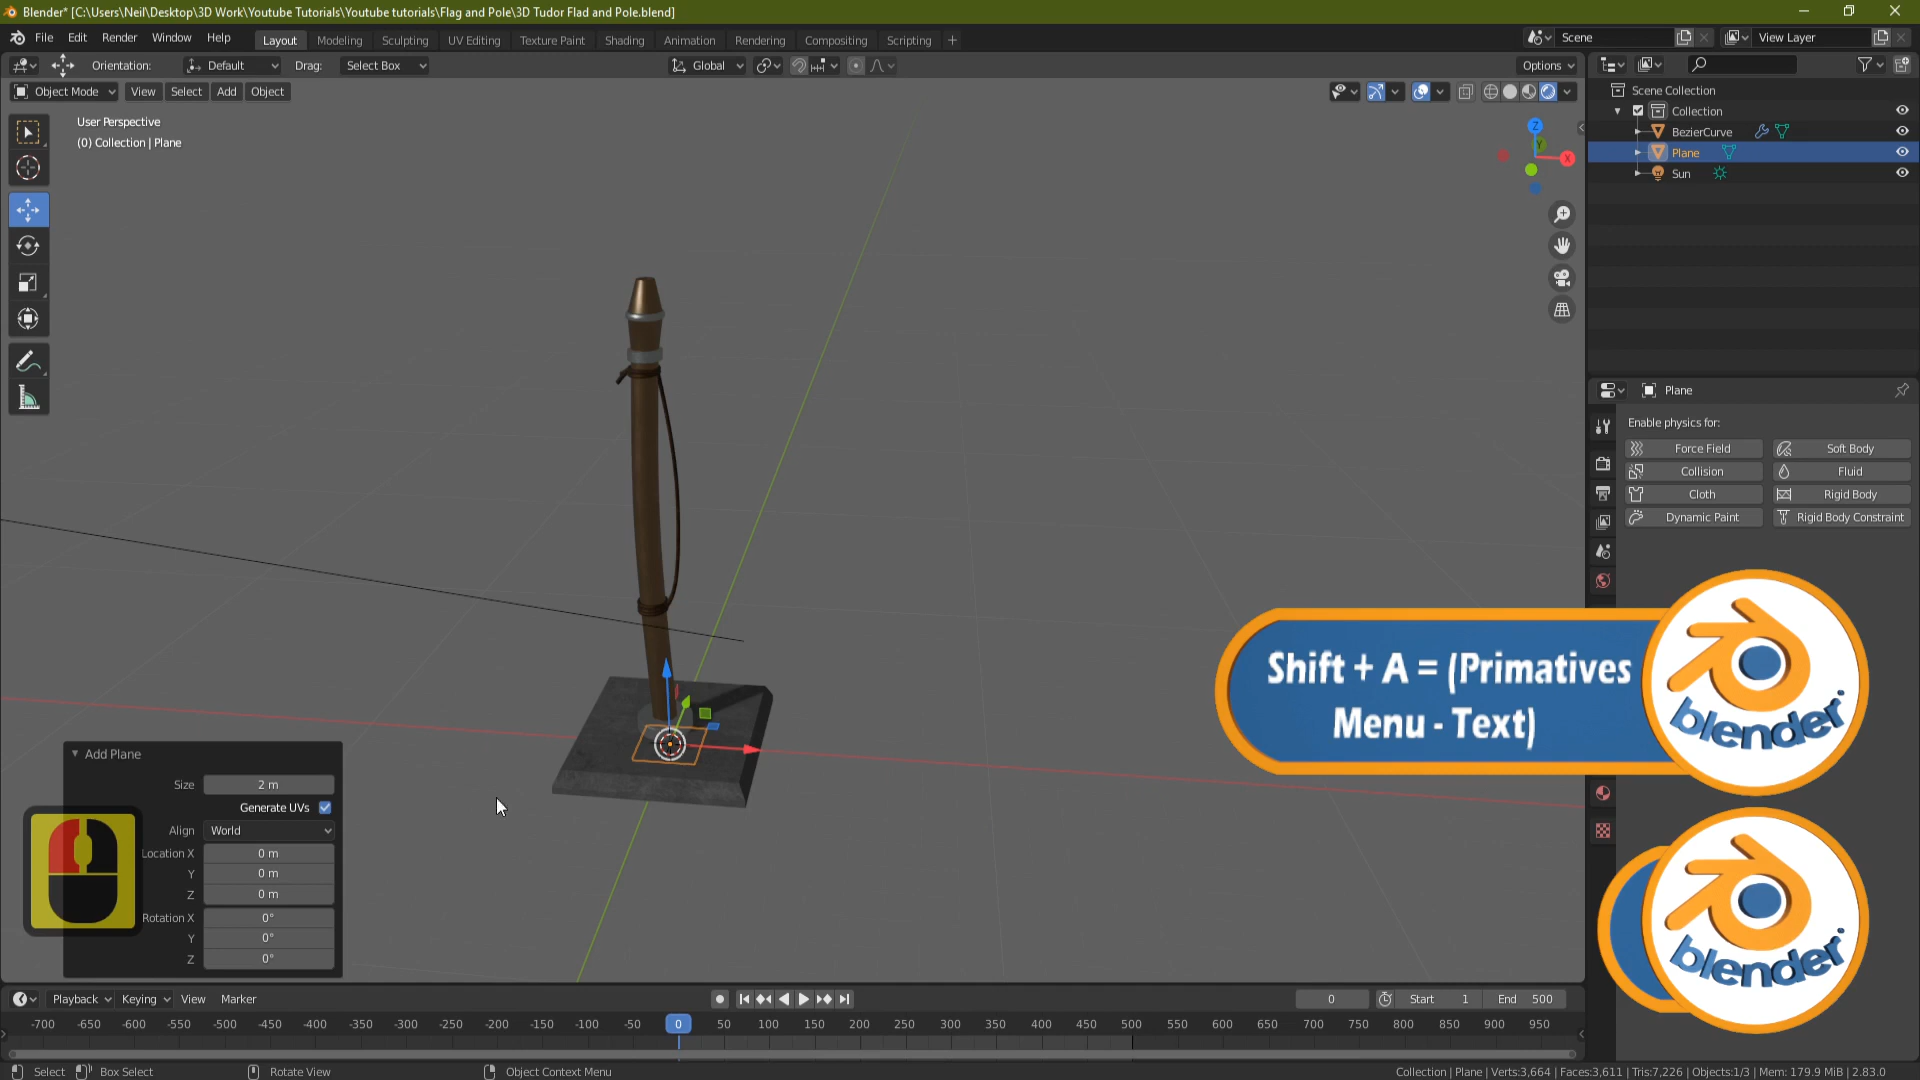 Blender* [C:\Users\Neil\Desktop\3D Work\Youtube Tutorials\Youtube tutorials\Flag and Pole\3D Tudor Flad and Pole.blend]
File Edit Render Window Help Layout Modeling Sculpting UV Editing Texture Paint Shading Animation Rendering Compositing Scripting + Scene View Layer
Orientation: Default Drag: Select Box Global Options
Object Mode View Select Add Object
User Perspective
(0) Collection | Plane
Z
Y
X
Scene Collection
Collection
BezierCurve
Plane
Sun
Plane
Enable physics for:
Force Field Soft Body
Collision Fluid
Cloth Rigid Body
Dynamic Paint Rigid Body Constraint
Shift + A = (Primatives
Menu - Text)
blender
blender
Add Plane
Size 2 m
Generate UVs
Align World
Location X 0 m
Y 0 m
Z 0 m
Rotation X 0°
Y 0°
Z 0°
Playback Keying View Marker 0 Start 1 End 500
-700 -650 -600 -550 -500 -450 -400 -350 -300 -250 -200 -150 -100 -50 0 50 100 150 200 250 300 350 400 450 500 550 600 650 700 750 800 850 900 950
Select Box Select Rotate View Object Context Menu Collection | Plane | Verts:3,664 | Faces:3,611 | Tris:7,226 | Objects:1/3 | Mem: 179.9 MiB | 2.83.0